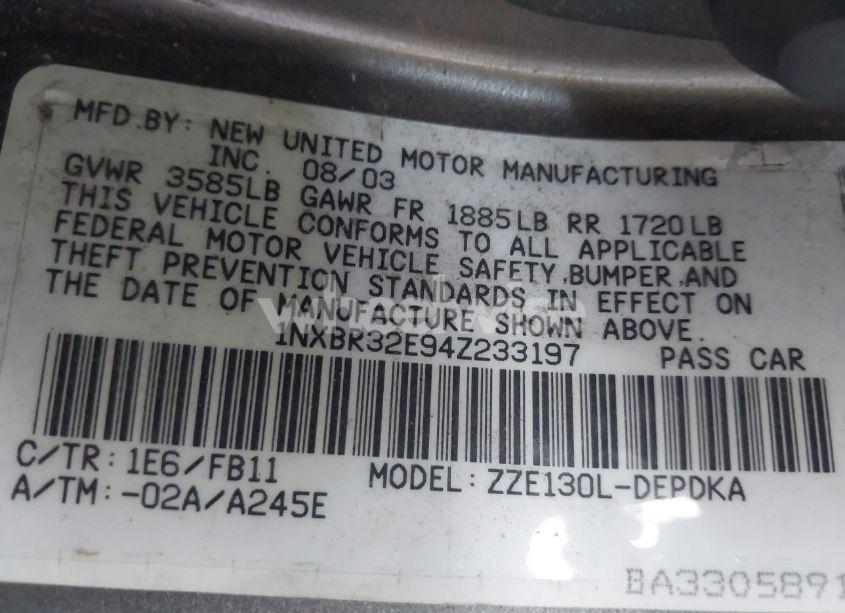 MFD.BY: NEW UNITED MOTOR MANUFACTURING
INC. 08/03
GVWR 3585LB GAWR FR 1885LB RR 1720LB
THIS VEHICLE CONFORMS TO ALL APPLICABLE
FEDERAL MOTOR VEHICLE SAFETY,BUMPER,AND
THEFT PREVENTION STANDARDS IN EFFECT ON
THE DATE OF MANUFACTURE SHOWN ABOVE.
1NXBR32E94Z233197 PASS CAR
C/TR: 1E6/FB11 MODEL: ZZE130L-DEPDKA
A/TM: -02A/A245E
BA3305891